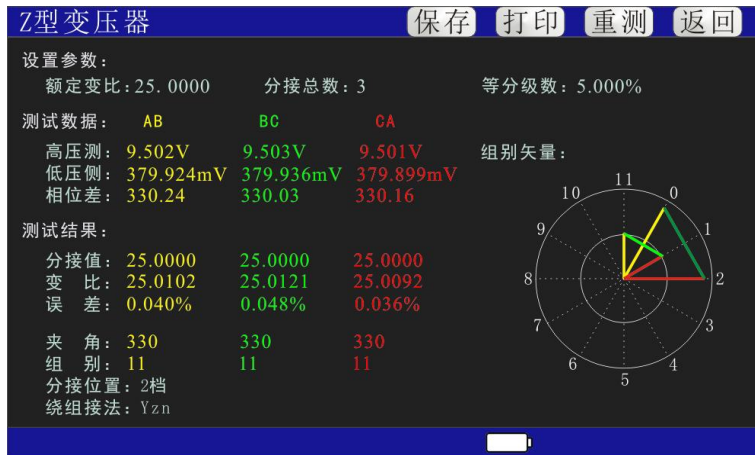 Z型变压器 保存 打印 重测 返回
设置参数：
额定变比:25.0000 分接总数:3 等分级数: 5.000%
测试数据: AB BC CA
高压测: 9.502V 9.503V 9.501V 组别矢量:
低压侧: 379.924mV 379.936mV 379.899mV
相位差: 330.24 330.03 330.16
测试结果:
分接值: 25.0000 25.0000 25.0000
变 比: 25.0102 25.0121 25.0092
误 差: 0.040% 0.048% 0.036%
夹 角: 330 330 330
组 别: 11 11 11
分接位置: 2档
绕组接法: Yzn
11
10 0
9 1
8 2
7 3
6 4
5